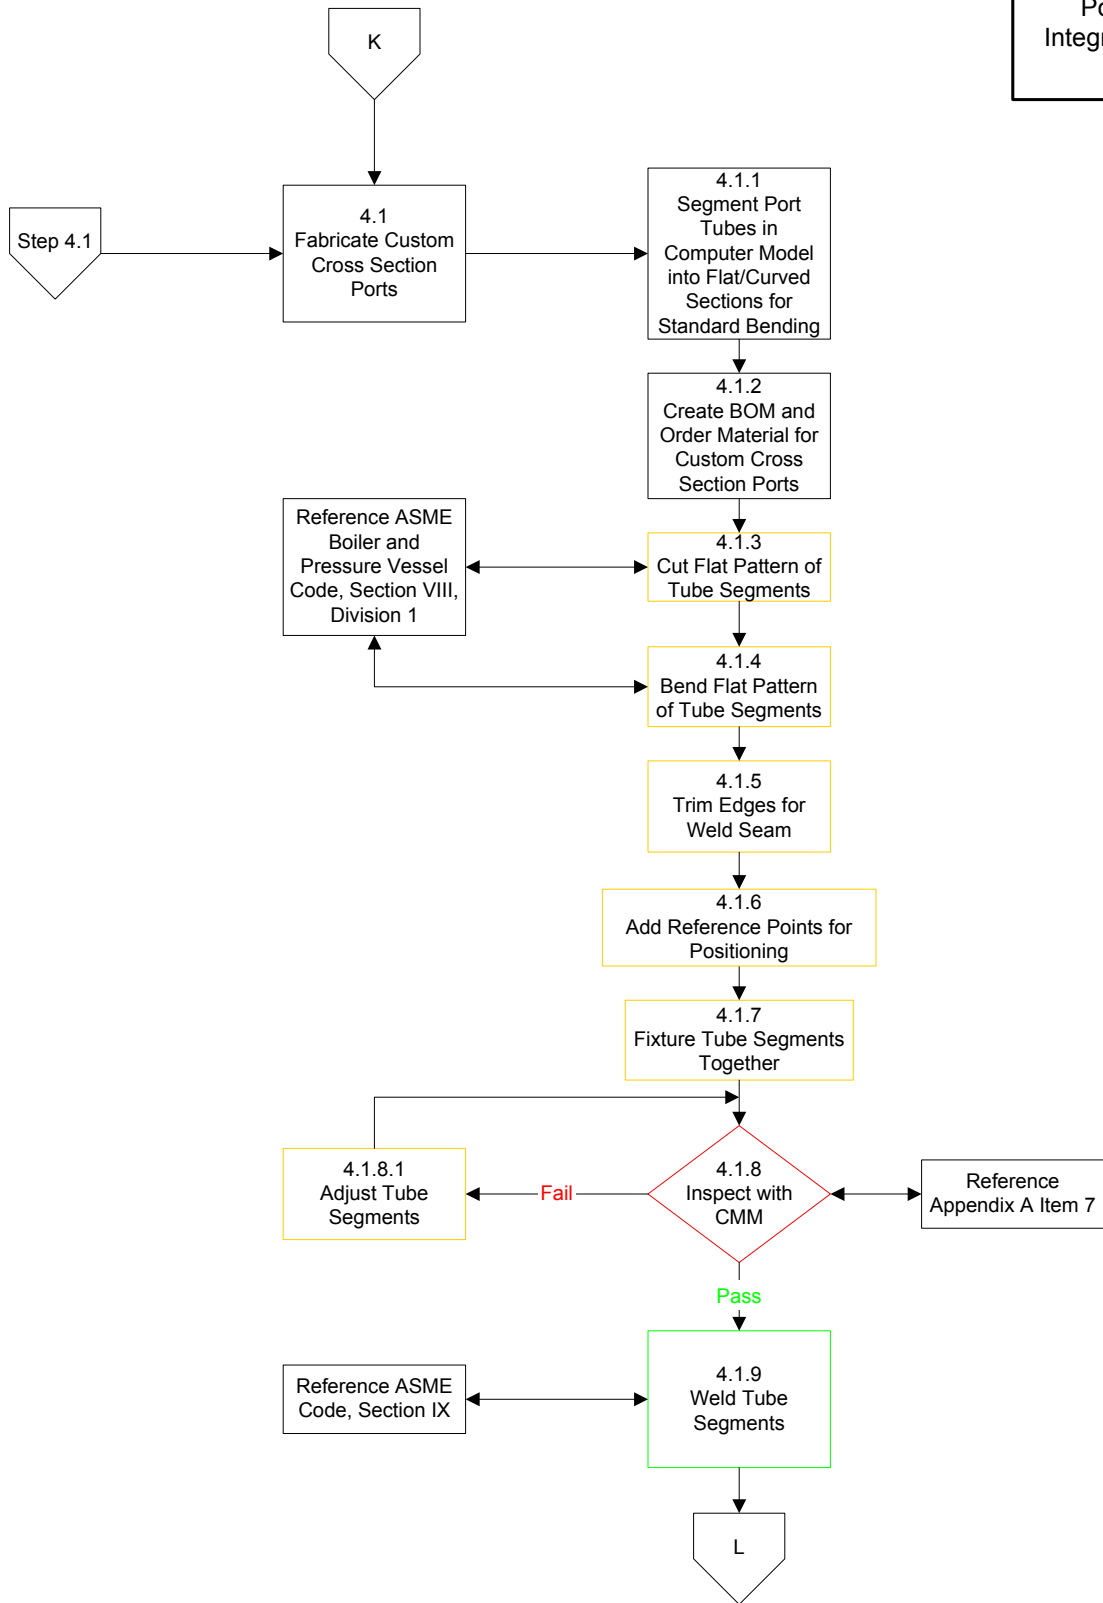 K
Step 4.1
4.1
Fabricate Custom
Cross Section
Ports
4.1.1
Segment Port
Tubes in
Computer Model
into Flat/Curved
Sections for
Standard Bending
4.1.2
Create BOM and
Order Material for
Custom Cross
Section Ports
Reference ASME
Boiler and
Pressure Vessel
Code, Section VIII,
Division 1
4.1.3
Cut Flat Pattern of
Tube Segments
4.1.4
Bend Flat Pattern
of Tube Segments
4.1.5
Trim Edges for
Weld Seam
4.1.6
Add Reference Points for
Positioning
4.1.7
Fixture Tube Segments
Together
4.1.8.1
Adjust Tube
Segments
Fail
4.1.8
Inspect with
CMM
Reference
Appendix A Item 7
Pass
Reference ASME
Code, Section IX
4.1.9
Weld Tube
Segments
L